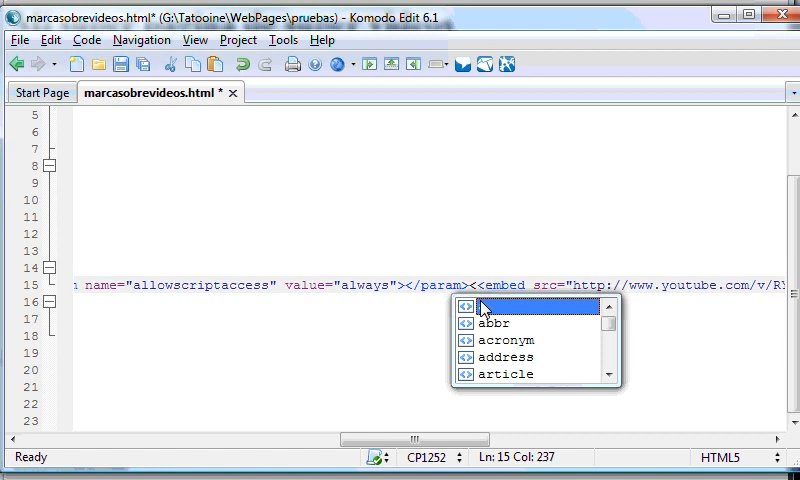 marcasobrevideos.html* (G:\Tatooine\WebPages\pruebas) - Komodo Edit 6.1
File Edit Code Navigation View Project Tools Help
Start Page marcasobrevideos.html *
5
6
7
8
9
10
11
12
13
14
15 name="allowscriptaccess" value="always"></param><<embed src="http://www.youtube.com/v/
16
17
18
19
20
21
22
23
abbr
acronym
address
article
Ready CP1252 Ln: 15 Col: 237 HTML5